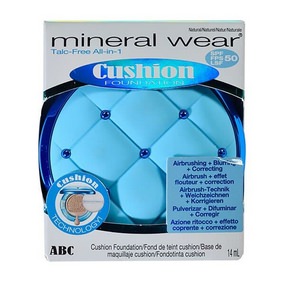 mineral wear®
Natural/Naturel/Natur/Naturale
Talc-Free All-in-1
Cushion
FOUNDATION
SPF
FPS 50
LSF
Airbrushing + Blurring
+ Correcting
Airbrush + effet
flouteur + correction
Airbrush-Technik
+ Weichzeichnen
+ Korrigieren
Pulverizar + Difuminar
+ Corregir
Azione ritocco + effetto
coprente + correzione
Cushion
TECHNOLOGY
ABC
Cushion Foundation/Fond de teint cushion/Base de
maquillaje cushion/Fondotinta cushion
14 mL